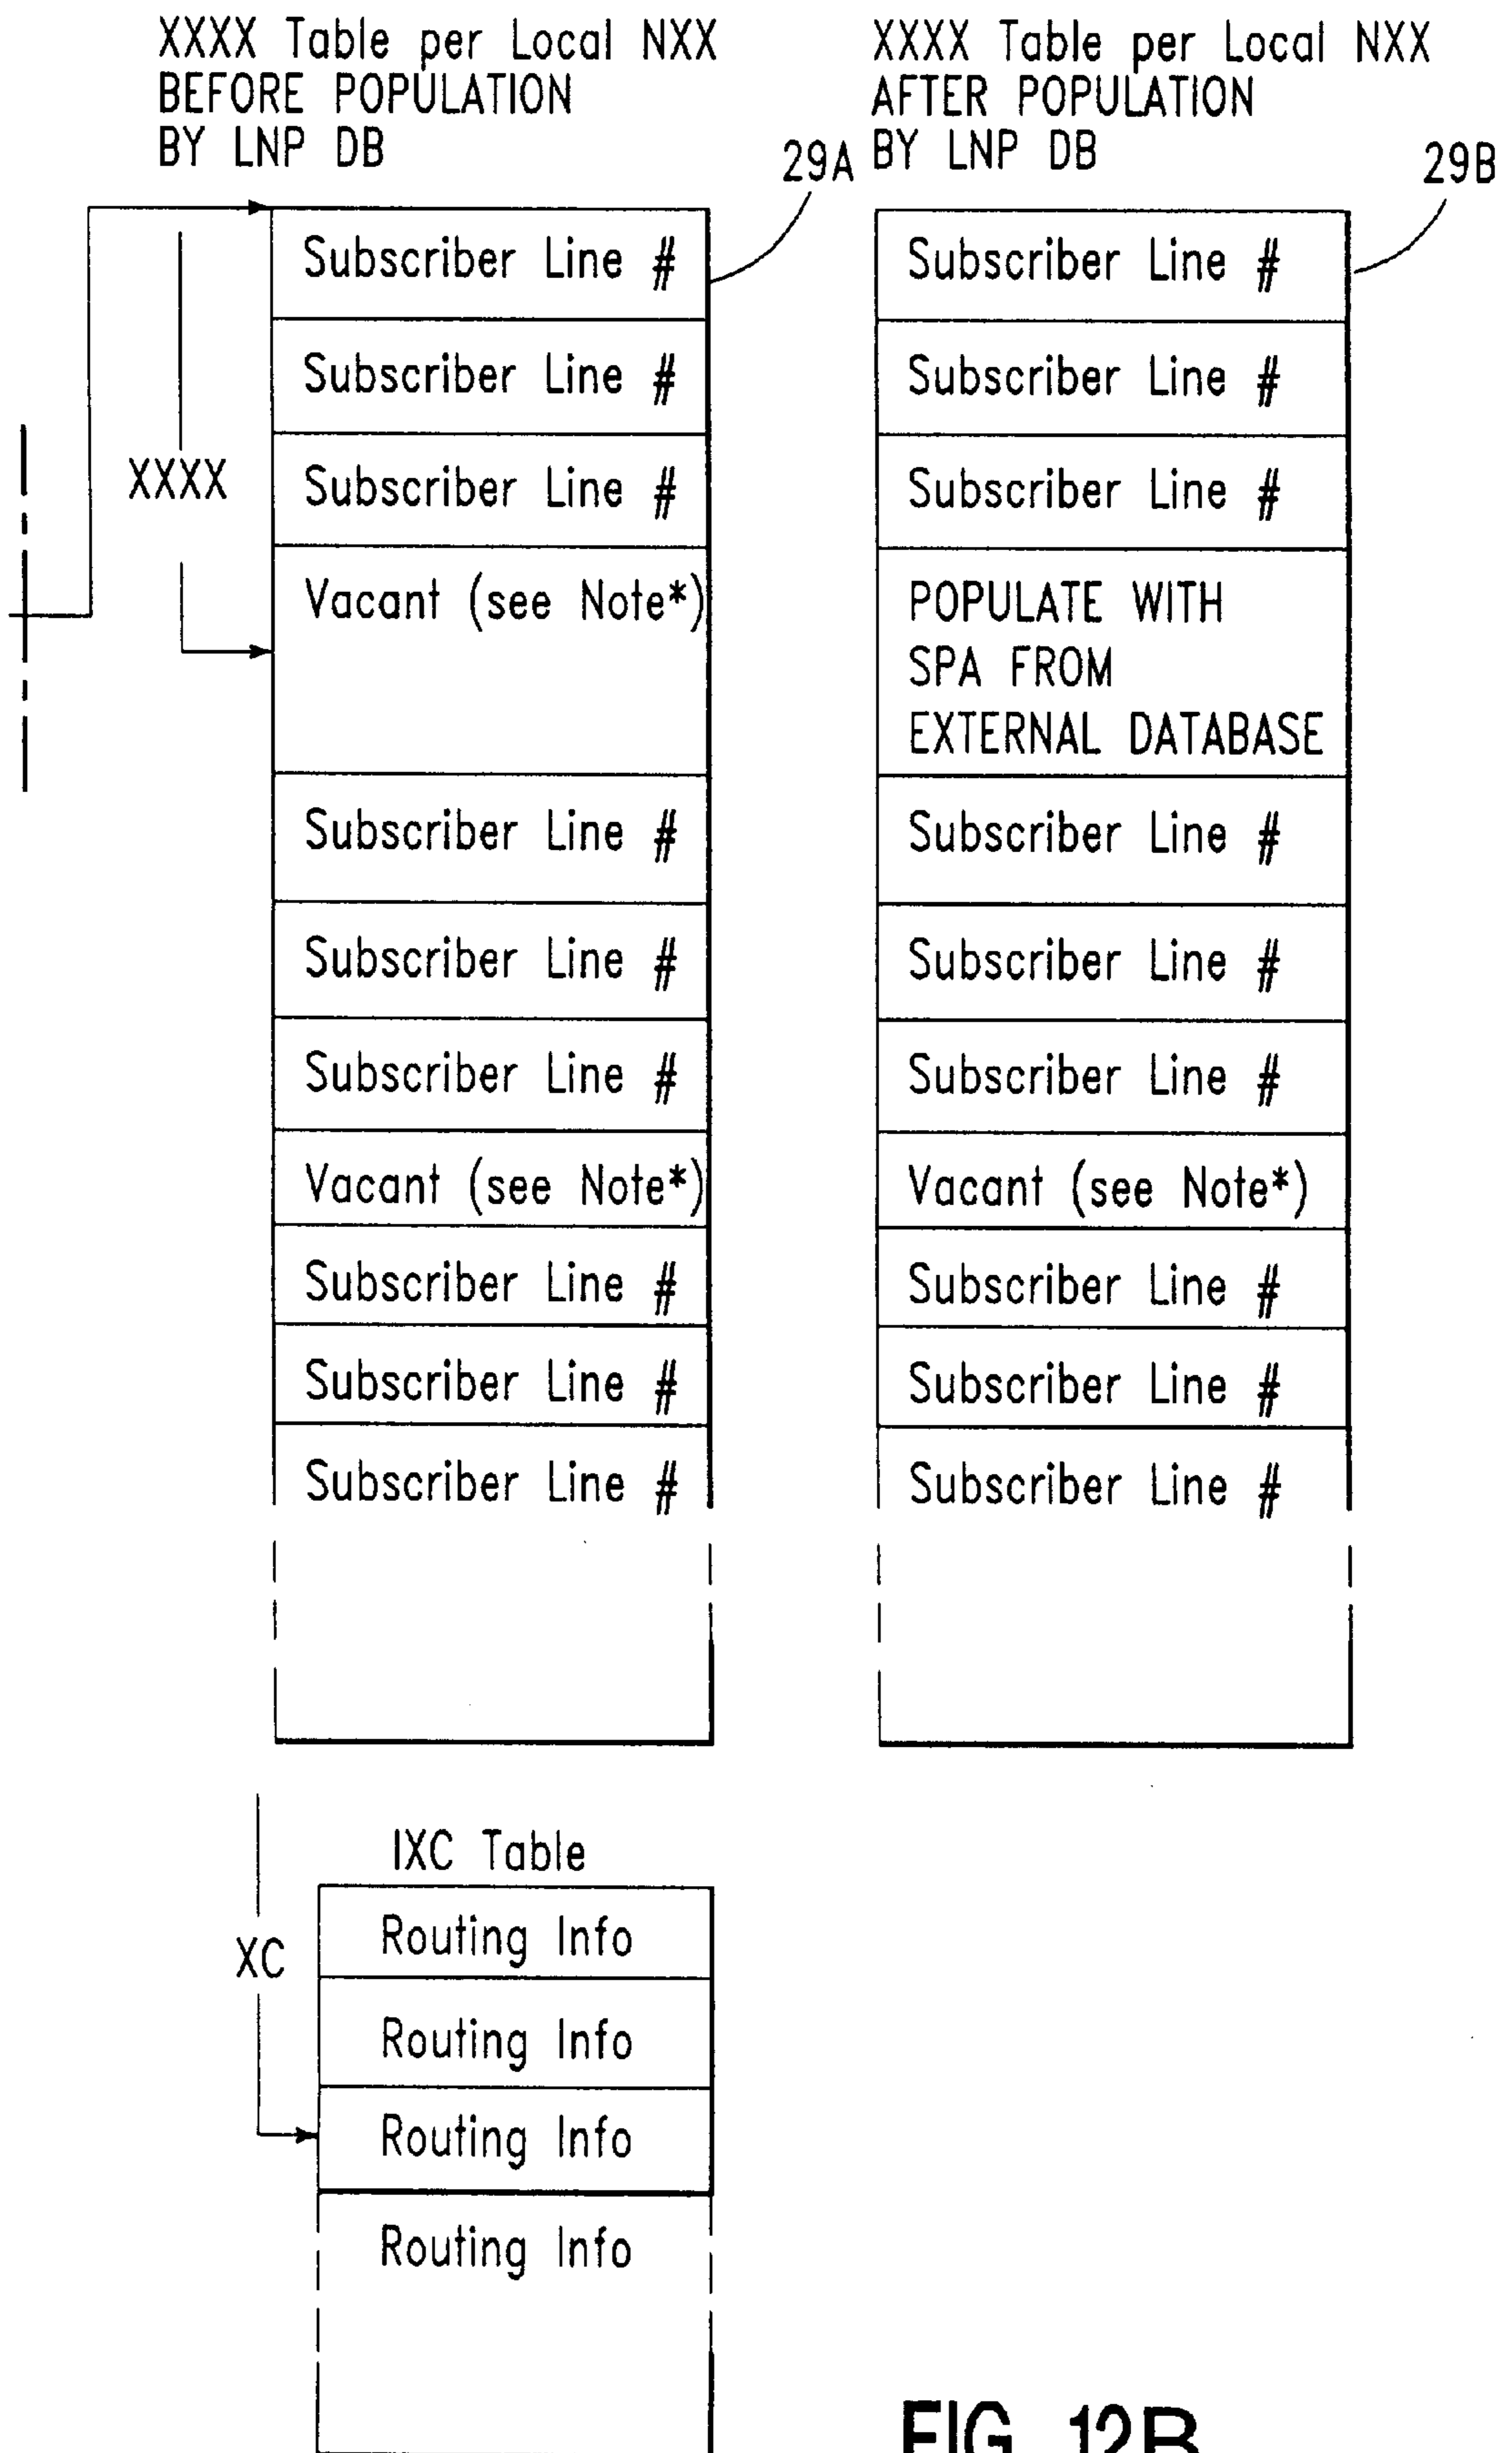 XXXX Table per Local NXX
BEFORE POPULATION
BY LNP DB
29A
XXXX
Subscriber Line #
Subscriber Line #
Subscriber Line #
Vacant (see Note*)
Subscriber Line #
Subscriber Line #
Subscriber Line #
Vacant (see Note*)
Subscriber Line #
Subscriber Line #
Subscriber Line #
XXXX Table per Local NXX
AFTER POPULATION
BY LNP DB
29B
Subscriber Line #
Subscriber Line #
Subscriber Line #
POPULATE WITH
SPA FROM
EXTERNAL DATABASE
Subscriber Line #
Subscriber Line #
Subscriber Line #
Vacant (see Note*)
Subscriber Line #
Subscriber Line #
Subscriber Line #
IXC Table
XC
Routing Info
Routing Info
Routing Info
Routing Info
FIG. 12B